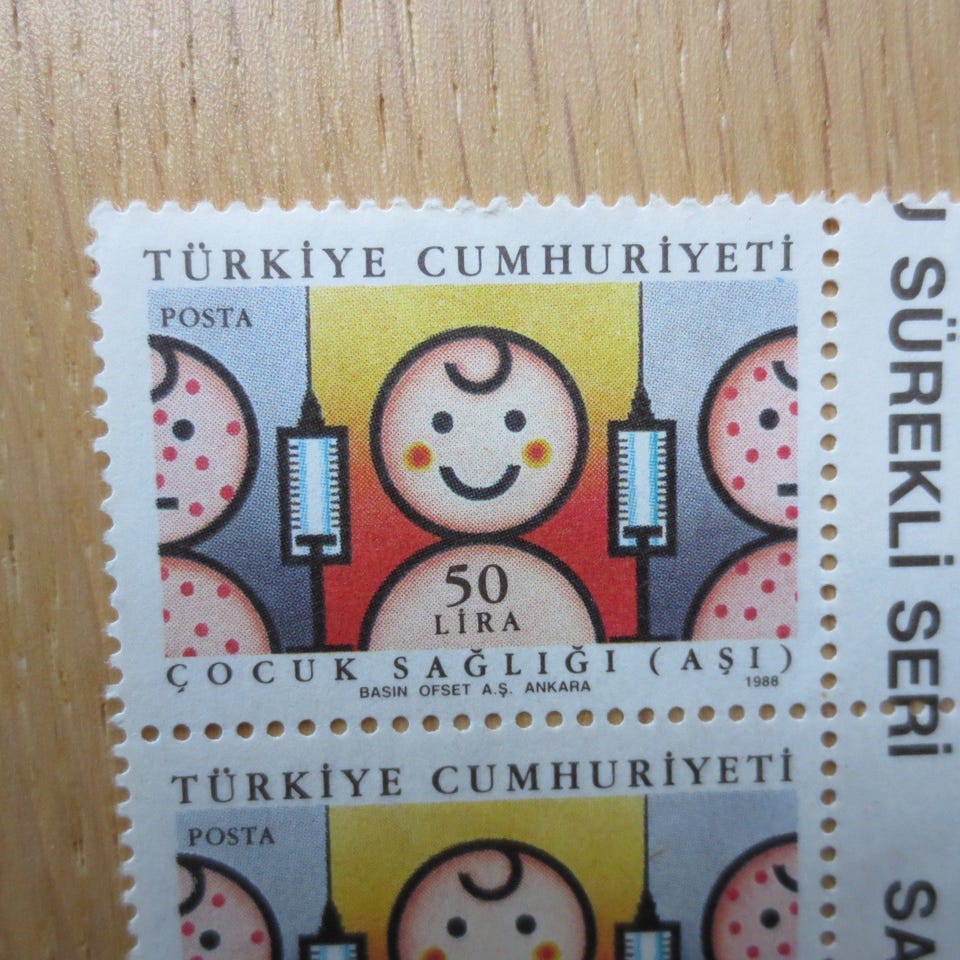 TÜRKİYE CUMHURİYETİ
POSTA
50
LİRA
ÇOCUK SAĞLIĞI (AŞI)
BASIN OFSET A.Ş. ANKARA
1988
TÜRKİYE CUMHURİYETİ
POSTA
SÜREKLİ SERİ